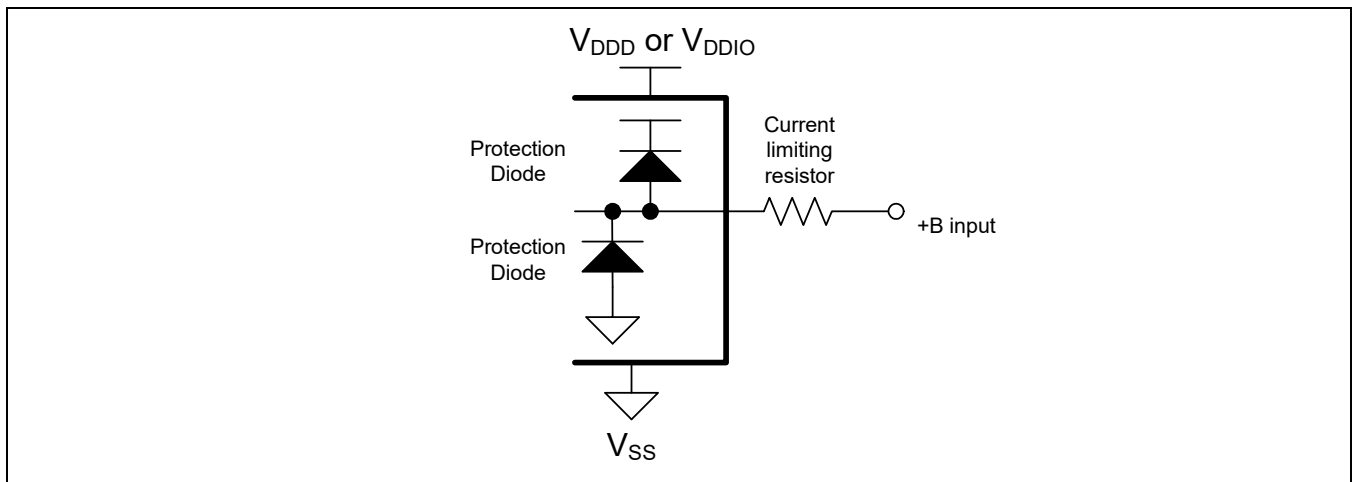 VDDD or VDDIO
Protection
Diode
Current
limiting
resistor
+B input
Protection
Diode
VSS